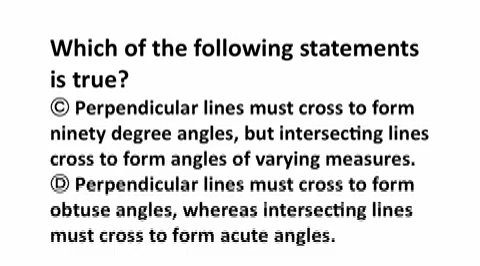 Which of the following statements
is true?
Ⓒ Perpendicular lines must cross to form
ninety degree angles, but intersecting lines
cross to form angles of varying measures.
Ⓓ Perpendicular lines must cross to form
obtuse angles, whereas intersecting lines
must cross to form acute angles.